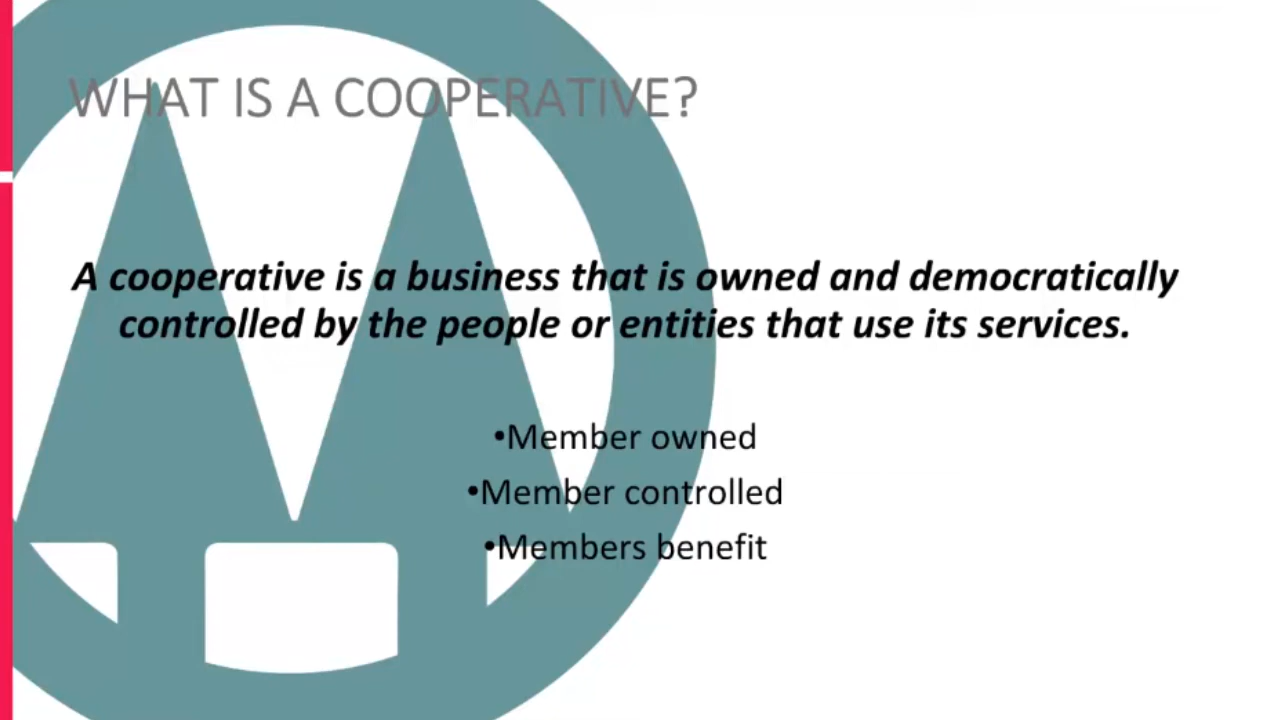 WHAT IS A COOPERATIVE?
A cooperative is a business that is owned and democratically
controlled by the people or entities that use its services.
•Member owned
•Member controlled
•Members benefit